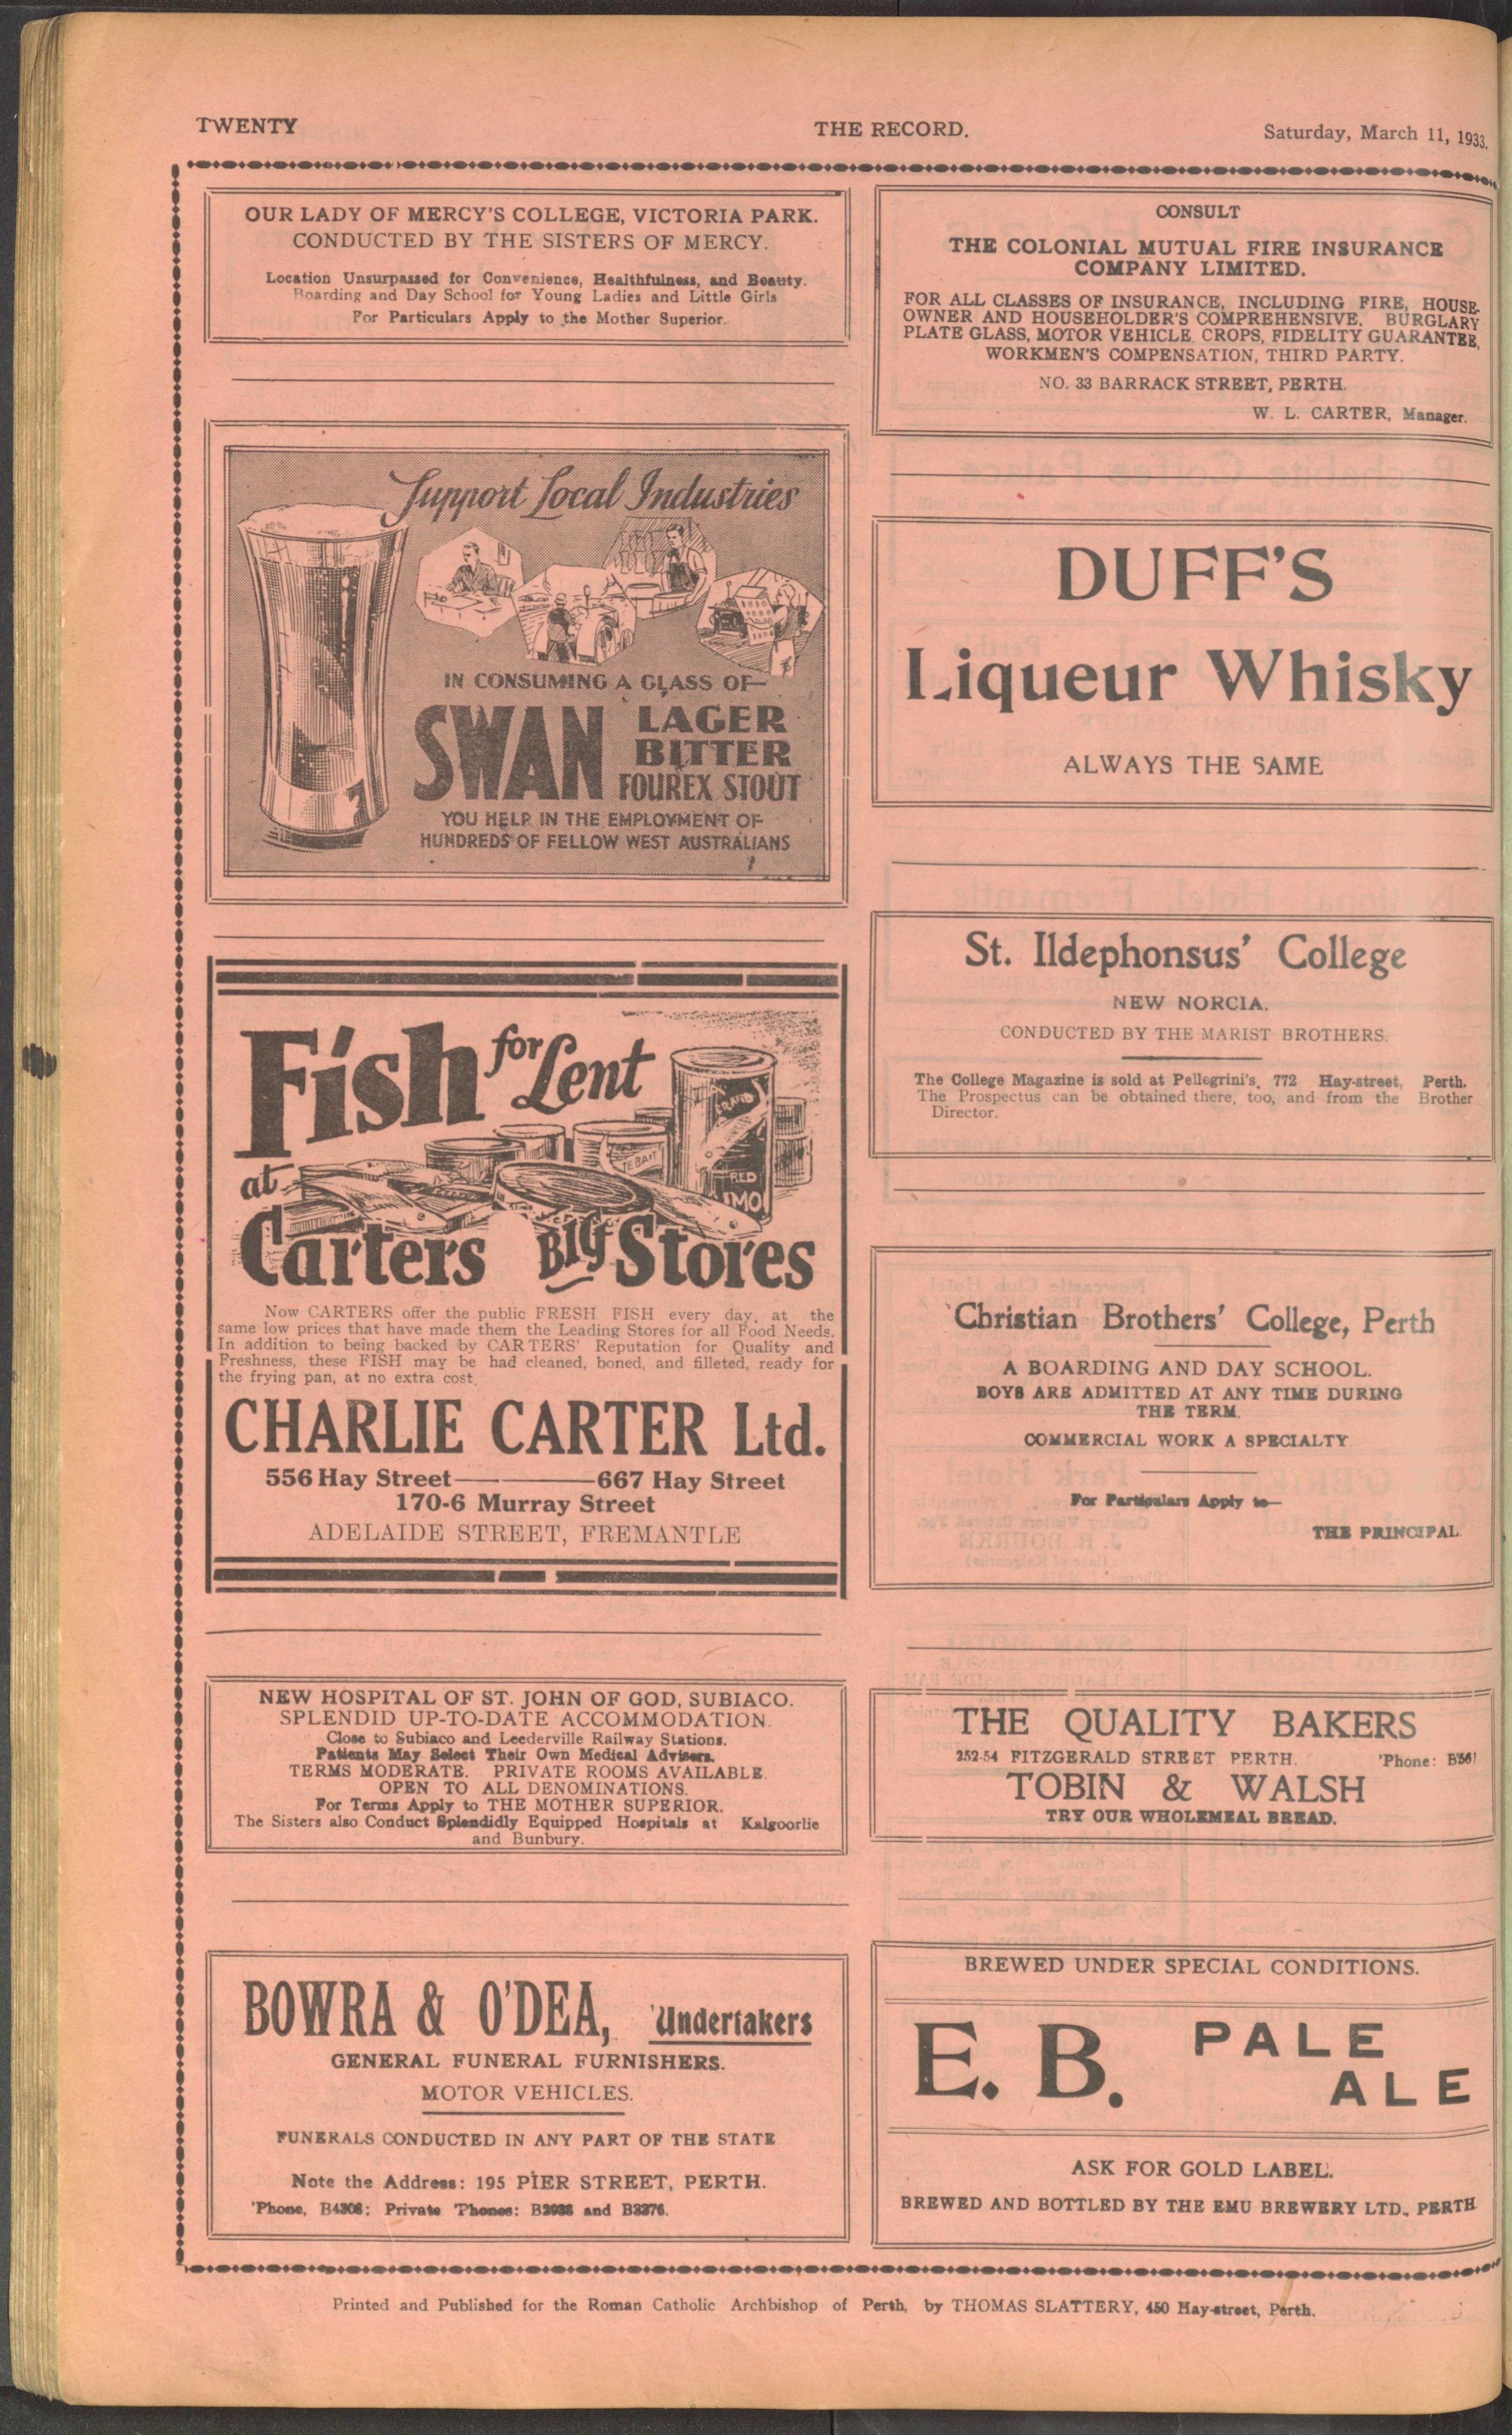 TWENTY
THE RECORD.
Saturday, March 11, 1933.
OUR LADY OF MERCY'S COLLEGE, VICTORIA PARK.
CONDUCTED BY THE SISTERS OF MERCY.
Location Unsurpassed for Convenience, Healthfulness, and Beauty.
Boarding and Day School for Young Ladies and Little Girls
For Particulars Apply to the Mother Superior.
Support Local Industries
IN CONSUMING A GLASS OF—
SWAN LAGER
BITTER
FOUREX STOUT
YOU HELP IN THE EMPLOYMENT OF
HUNDREDS OF FELLOW WEST AUSTRALIANS
Fish for Lent
at
Carters BIG Stores
Now CARTERS offer the public FRESH FISH every day, at the
same low prices that have made them the Leading Stores for all Food Needs.
In addition to being backed by CARTERS' Reputation for Quality and
Freshness, these FISH may be had cleaned, boned, and filleted, ready for
the frying pan, at no extra cost.
CHARLIE CARTER Ltd.
556 Hay Street————667 Hay Street
170-6 Murray Street
ADELAIDE STREET, FREMANTLE
NEW HOSPITAL OF ST. JOHN OF GOD, SUBIACO.
SPLENDID UP-TO-DATE ACCOMMODATION.
Close to Subiaco and Leederville Railway Stations.
Patients May Select Their Own Medical Advisers.
TERMS MODERATE. PRIVATE ROOMS AVAILABLE.
OPEN TO ALL DENOMINATIONS.
For Terms Apply to THE MOTHER SUPERIOR.
The Sisters also Conduct Splendidly Equipped Hospitals at Kalgoorlie
and Bunbury.
BOWRA & O'DEA, 'Undertakers
GENERAL FUNERAL FURNISHERS.
MOTOR VEHICLES.
FUNERALS CONDUCTED IN ANY PART OF THE STATE
Note the Address: 195 PIER STREET, PERTH.
'Phone, B4308; Private 'Phones: B2938 and B3376.
CONSULT
THE COLONIAL MUTUAL FIRE INSURANCE
COMPANY LIMITED.
FOR ALL CLASSES OF INSURANCE, INCLUDING FIRE, HOUSE-
OWNER AND HOUSEHOLDER'S COMPREHENSIVE, BURGLARY
PLATE GLASS, MOTOR VEHICLE CROPS, FIDELITY GUARANTEE,
WORKMEN'S COMPENSATION, THIRD PARTY.
NO. 33 BARRACK STREET, PERTH.
W. L. CARTER, Manager.
DUFF'S
Liqueur Whisky
ALWAYS THE SAME
St. Ildephonsus' College
NEW NORCIA.
CONDUCTED BY THE MARIST BROTHERS.
The College Magazine is sold at Pellegrini's, 772 Hay-street, Perth.
The Prospectus can be obtained there, too, and from the Brother
Director.
'Christian Brothers' College, Perth
A BOARDING AND DAY SCHOOL.
BOYS ARE ADMITTED AT ANY TIME DURING
THE TERM.
COMMERCIAL WORK A SPECIALTY
For Particulars Apply to—
THE PRINCIPAL
THE QUALITY BAKERS
252-54 FITZGERALD STREET PERTH. 'Phone:
TOBIN & WALSH
TRY OUR WHOLEMEAL BREAD.
BREWED UNDER SPECIAL CONDITIONS.
E. B. PALE
ALE
ASK FOR GOLD LABEL.
BREWED AND BOTTLED BY THE EMU BREWERY LTD., PERTH
Printed and Published for the Roman Catholic Archbishop of Perth, by THOMAS SLATTERY, 450 Hay-street, Perth.